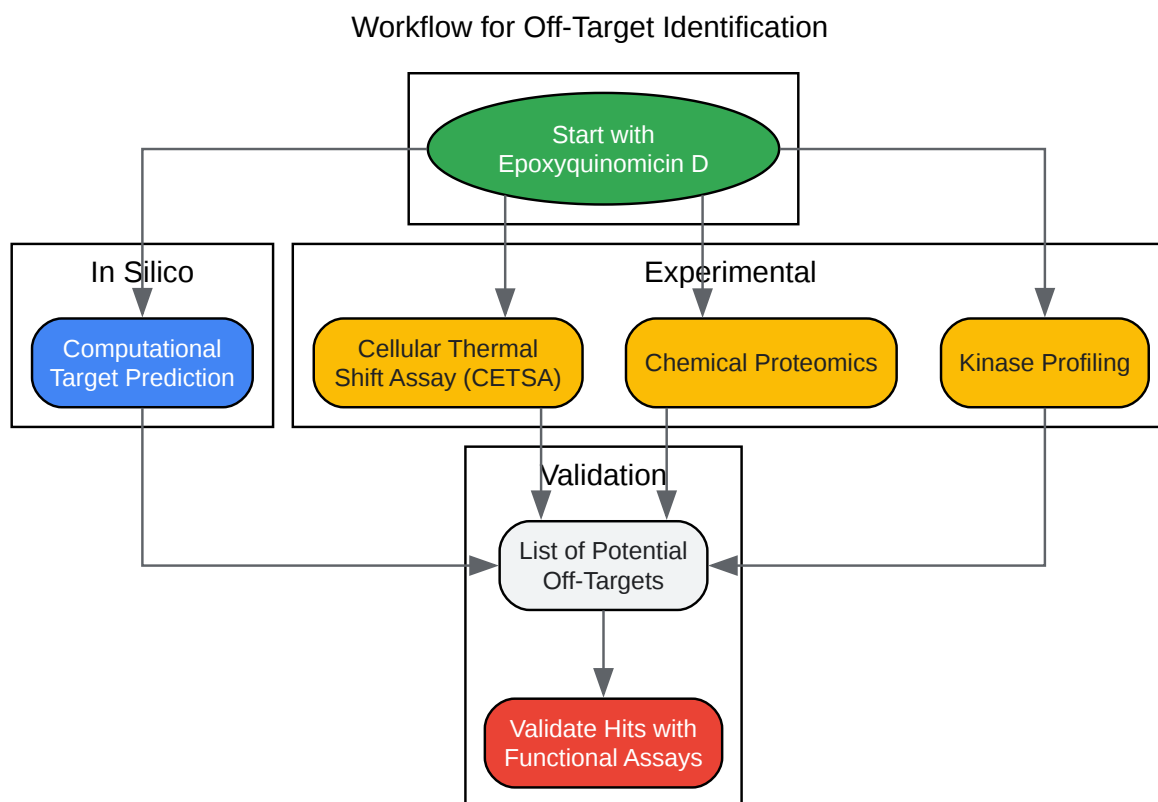 Workflow for Off-Target Identification
Start with
Epoxyquinomicin D
In Silico
Experimental
Computational
Target Prediction
Cellular Thermal
Shift Assay (CETSA)
Chemical Proteomics
Kinase Profiling
Validation
List of Potential
Off-Targets
Validate Hits with
Functional Assays